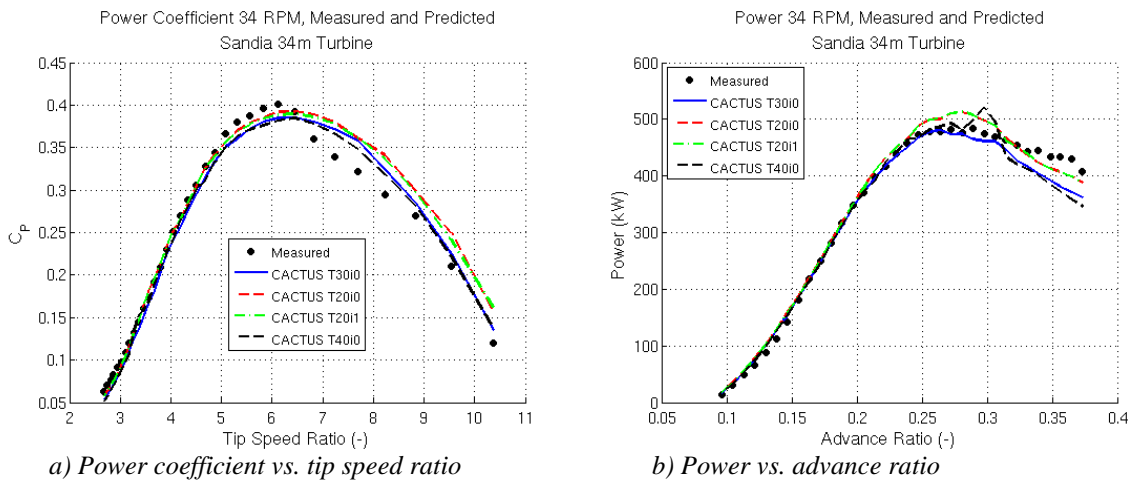 Power Coefficient 34 RPM, Measured and Predicted
Sandia 34m Turbine
0.45
0.4
0.35
0.3
0.25
0.2
0.15
0.1
0.05
C_P
Measured
CACTUS T30i0
CACTUS T20i0
CACTUS T20i1
CACTUS T40i0
2 3 4 5 6 7 8 9 10 11
Tip Speed Ratio (-)
a) Power coefficient vs. tip speed ratio
Power 34 RPM, Measured and Predicted
Sandia 34m Turbine
600
500
400
300
200
100
0
Power (kW)
Measured
CACTUS T30i0
CACTUS T20i0
CACTUS T20i1
CACTUS T40i0
0.05 0.1 0.15 0.2 0.25 0.3 0.35 0.4
Advance Ratio (-)
b) Power vs. advance ratio